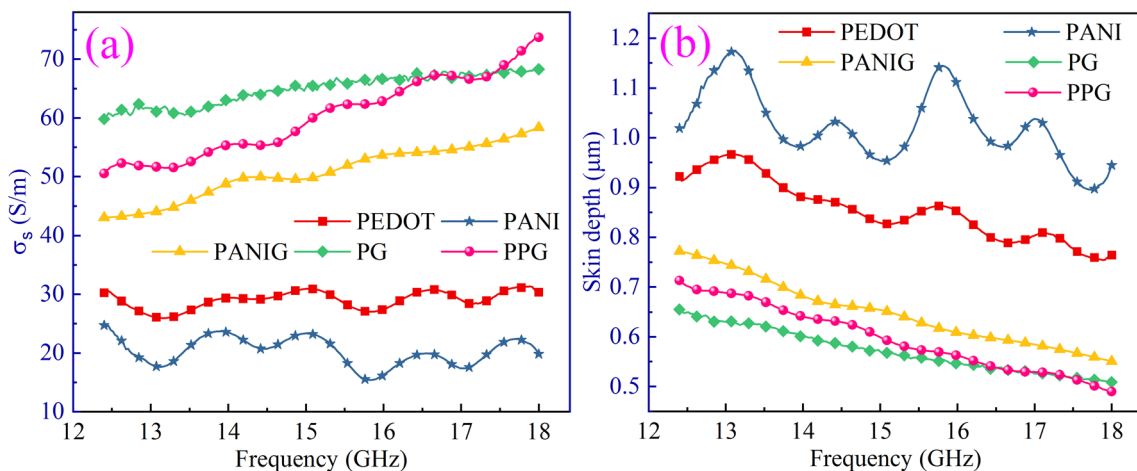 (a)
70
60
50
40
30
20
10
σs (S/m)
PEDOT PANI
PANIG PG PPG
12 13 14 15 16 17 18
Frequency (GHz)
(b)
1.2
1.1
1.0
0.9
0.8
0.7
0.6
0.5
Skin depth (μm)
PEDOT PANI
PANIG PG
PPG
12 13 14 15 16 17 18
Frequency (GHz)